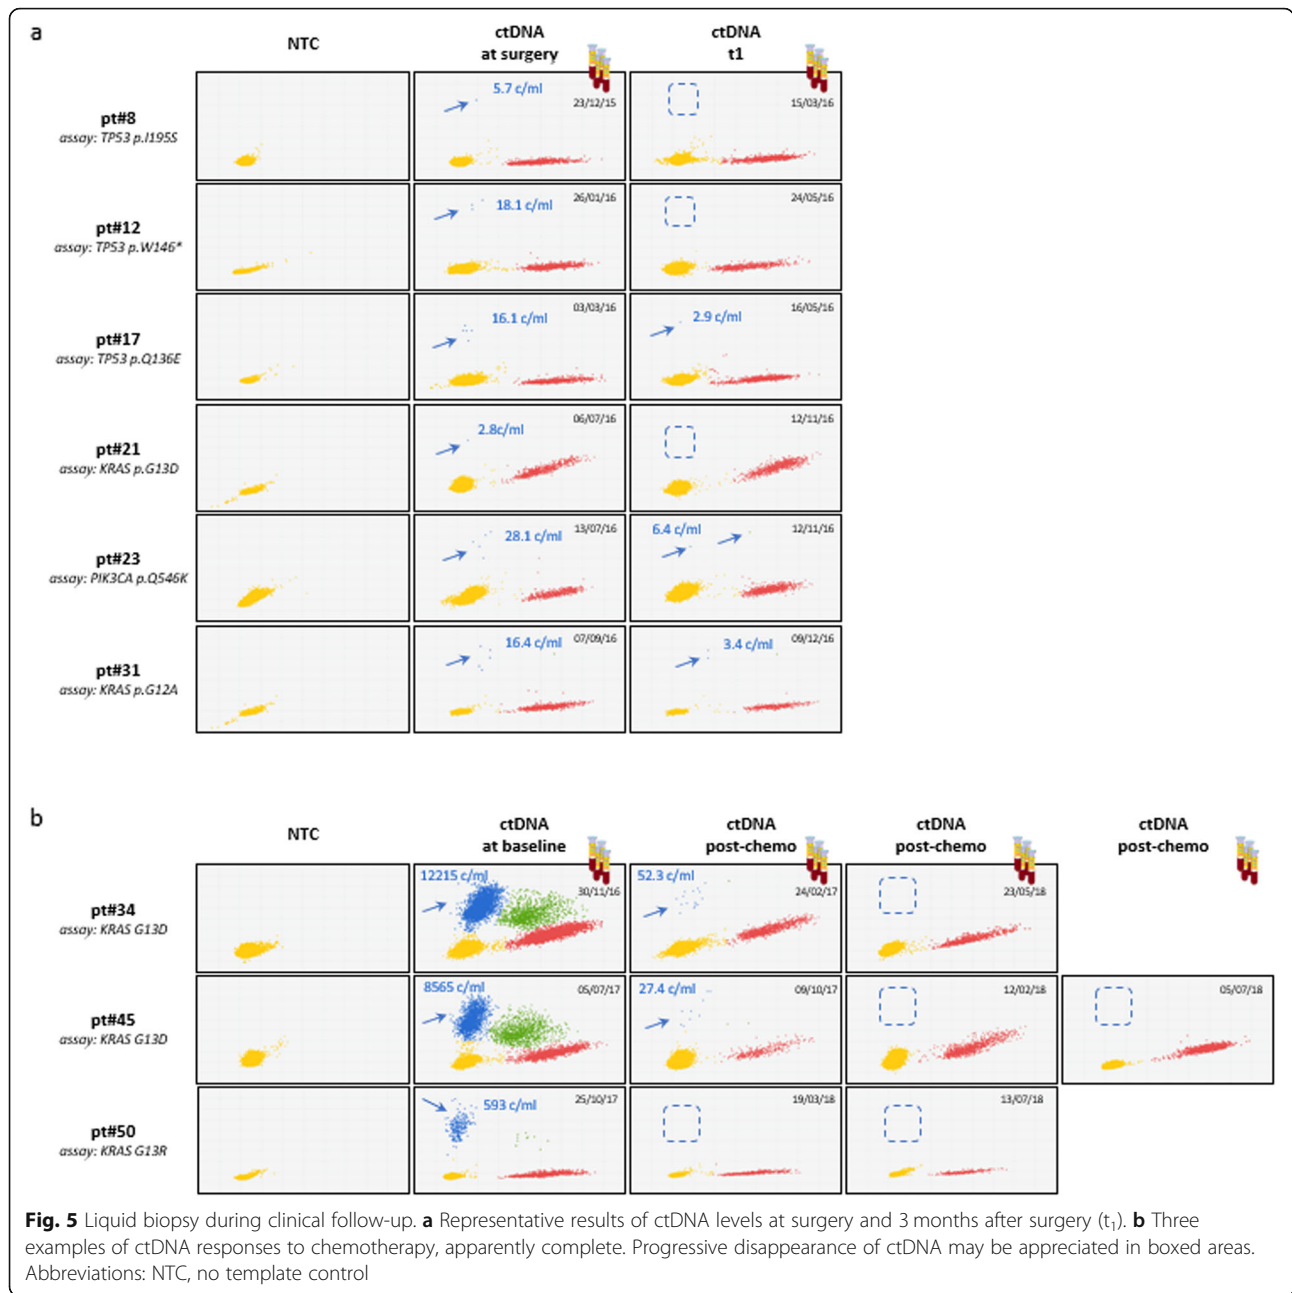 a
NTC
ctDNA
at surgery
ctDNA
t1
pt#8
assay: TP53 p.I195S
5.7 c/ml
23/12/15
15/03/16
pt#12
assay: TP53 p.W146*
18.1 c/ml
26/01/16
24/05/16
pt#17
assay: TP53 p.Q136E
16.1 c/ml
03/03/16
2.9 c/ml
16/05/16
pt#21
assay: KRAS p.G13D
2.8c/ml
06/07/16
12/11/16
pt#23
assay: PIK3CA p.Q546K
28.1 c/ml
13/07/16
6.4 c/ml
12/11/16
pt#31
assay: KRAS p.G12A
16.4 c/ml
07/09/16
3.4 c/ml
09/12/16
b
NTC
ctDNA
at baseline
ctDNA
post-chemo
ctDNA
post-chemo
ctDNA
post-chemo
pt#34
assay: KRAS G13D
12215 c/ml
30/11/16
52.3 c/ml
24/02/17
23/05/18
pt#45
assay: KRAS G13D
8565 c/ml
05/07/17
27.4 c/ml
09/10/17
12/02/18
05/07/18
pt#50
assay: KRAS G13R
593 c/ml
25/10/17
19/03/18
13/07/18
Fig. 5 Liquid biopsy during clinical follow-up. a Representative results of ctDNA levels at surgery and 3 months after surgery (t₁). b Three
examples of ctDNA responses to chemotherapy, apparently complete. Progressive disappearance of ctDNA may be appreciated in boxed areas.
Abbreviations: NTC, no template control